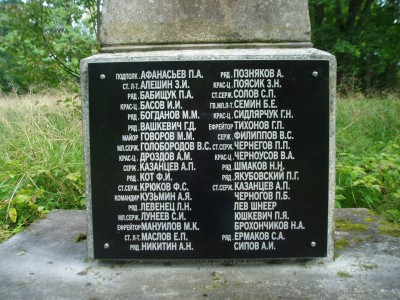 ПОДПОЛК. АФАНАСЬЕВ П.А.
СТ. Л-Т. АЛЕШИН З.И.
РЯД. БАБИЩУК П.А.
КРАС-Ц. БАСОВ И.И.
РЯД. БОГДАНОВ М.М.
РЯД. ВАШКЕВИЧ Г.Д.
МАЙОР ГОВОРОВ М.М.
МЛ.СЕРЖ. ГОЛОБОРОДОВ В.С.
КРАС-Ц. ДРОЗДОВ А.М.
СЕРЖ. КАЗАНЦЕВ А.П.
РЯД. КОТ Ф.И.
СТ.СЕРЖ. КРЮКОВ Ф.С.
КОМАНДИР КУЗЬМИН А.Я.
РЯД. ЛЕВЕНЕЦ Л.Н.
МЛ.СЕРЖ. ЛУНЕЕВ С.И.
ЕФРЕЙТОР МАНУИЛОВ М.К.
СТ. Л-Т. МАСЛОВ Е.П.
РЯД. НИКИТИН А.Н.
РЯД. ПОЗНЯКОВ А.
КРАС-Ц. ПОЯСИК З.Н.
СТ.СЕРЖ. СОЛОВ С.П.
ГВ.МЛ.Л-Т. СЕМИН Б.Е.
КРАС-Ц. СИДЛЯРЧУК Г.Н.
ЕФРЕЙТОР ТИХОНОВ Г.П.
СЕРЖ. ФИЛИППОВ В.С.
СТ.СЕРЖ. ЧЕРНЕГОВ П.П.
КРАС-Ц. ЧЕРНОУСОВ В.А.
РЯД. ШМАКОВ Н.Н.
РЯД. ЯКУБОВСКИЙ П.Г.
СТ.СЕРЖ. КАЗАНЦЕВ А.П.
ЧЕРНОГОВ П.Б.
ЛЕВ ШНЕЕР
ЮШКЕВИЧ П.Я.
БРОХОНЧИКОВ Н.А.
РЯД. ЕРМАКОВ С.А.
СИПОВ А.И.